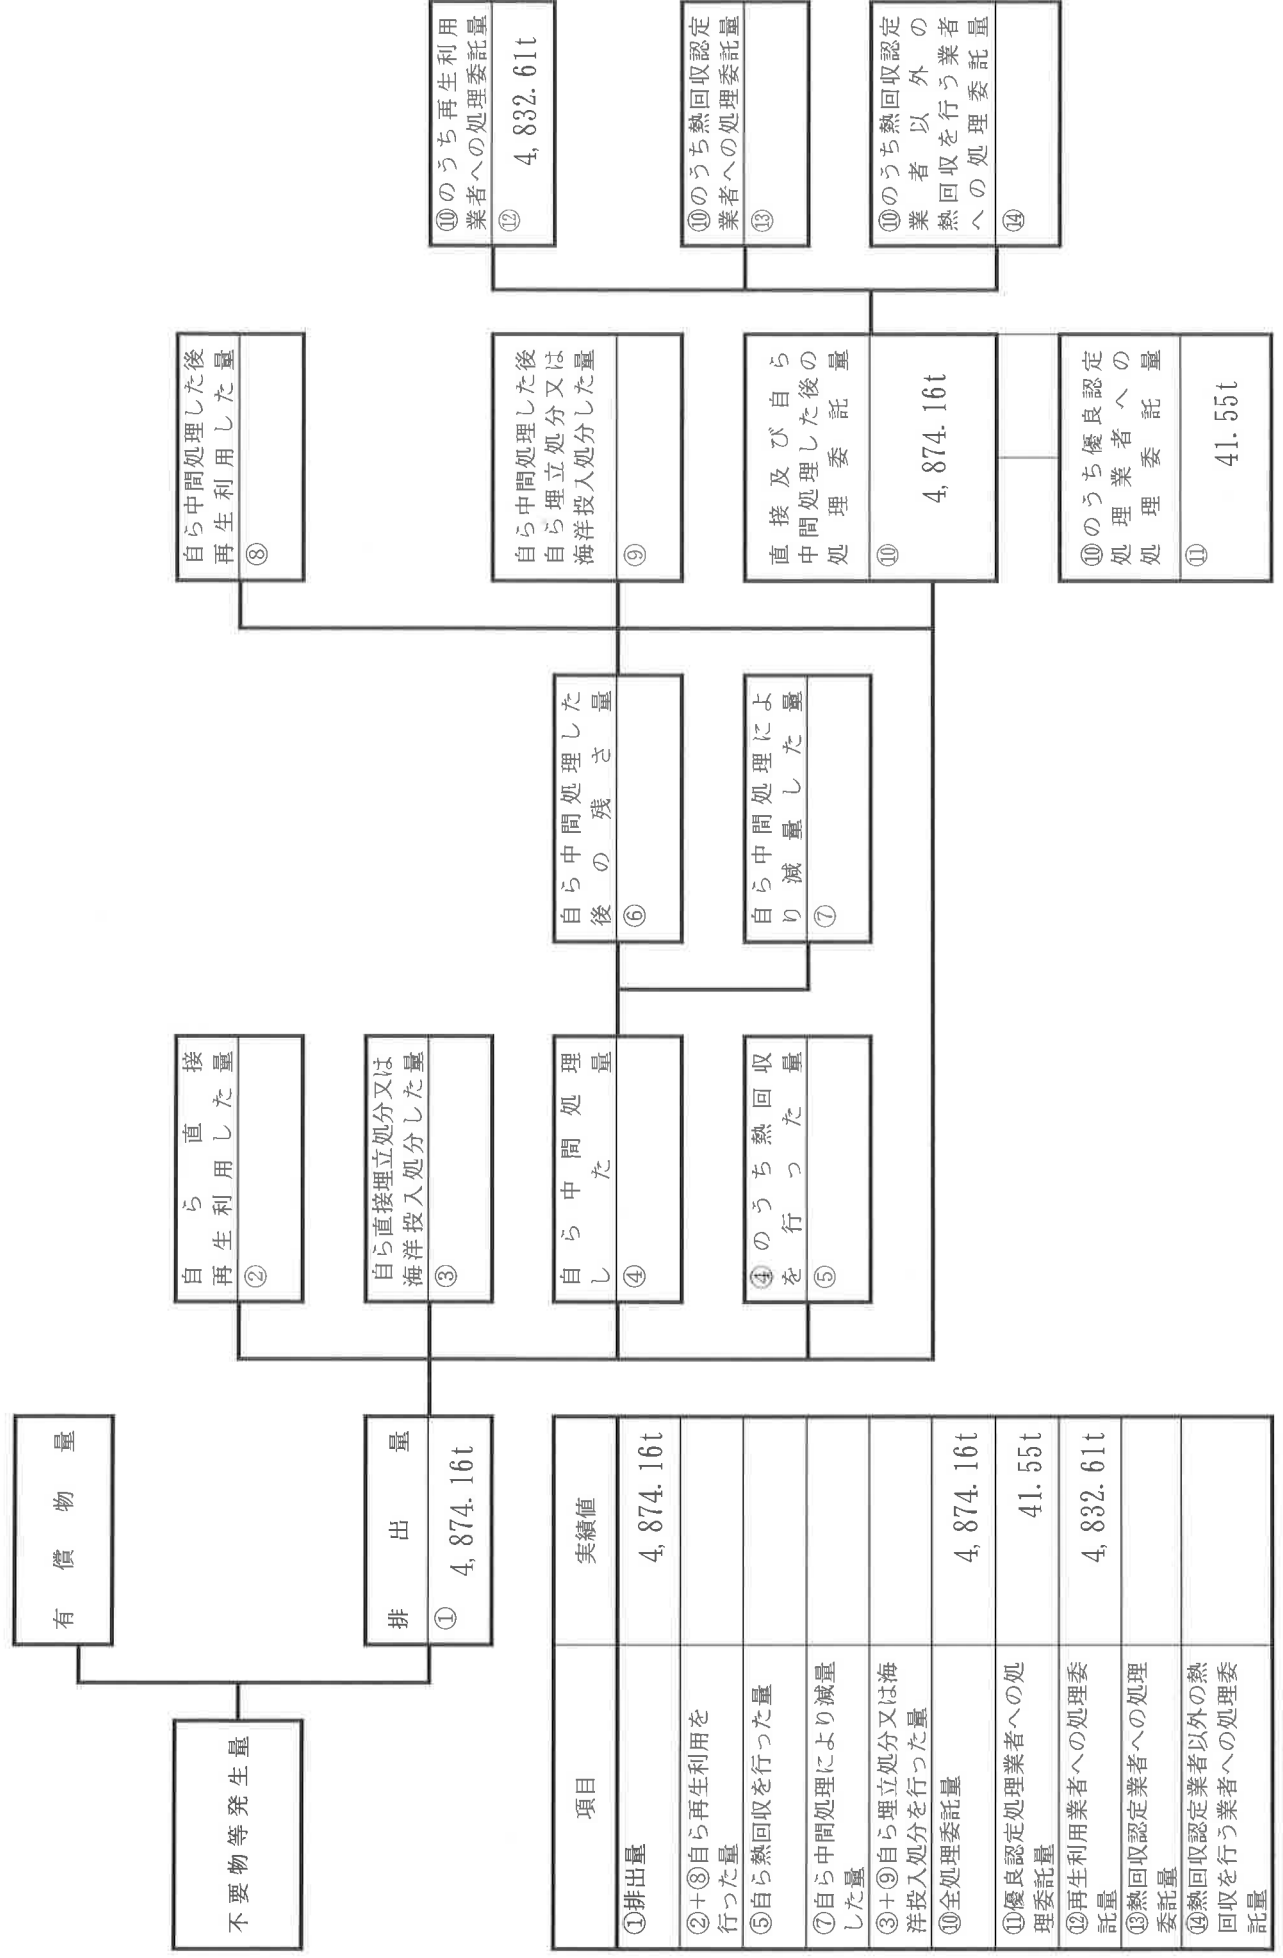 不要物等発生量
有償物量
排出量
① 4,874.16t
自ら直接
再生利用した量
②
自ら直接埋立処分又は
海洋投入処分した量
③
自ら中間処理
した量
④
④のうち熱回収
を行った量
⑤
自ら中間処理した
後の残さ量
⑥
自ら中間処理によ
り減量した量
⑦
自ら中間処理した後
再生利用した量
⑧
自ら中間処理した後
自ら埋立処分又は
海洋投入処分した量
⑨
直接及び自ら
中間処理した後の
処理委託量
⑩ 4,874.16t
⑩のうち優良認定
処理業者への
処理委託量
⑪ 41.55t
⑩のうち再生利用
業者への処理委託量
⑫ 4,832.61t
⑩のうち熱回収認定
業者への処理委託量
⑬
⑩のうち熱回収認定
業者以外の
熱回収を行う業者
への処理委託量
⑭
項目 実績値
①排出量 4,874.16t
②+⑧自ら再生利用を
行った量
⑤自ら熱回収を行った量
⑦自ら中間処理により減量
した量
③+⑨自ら埋立処分又は海
洋投入処分を行った量
⑩全処理委託量 4,874.16t
⑪優良認定処理業者への処
理委託量 41.55t
⑫再生利用業者への処理委
託量 4,832.61t
⑬熱回収認定業者への処理
委託量
⑭熱回収認定業者以外の熱
回収を行う業者への処理委
託量